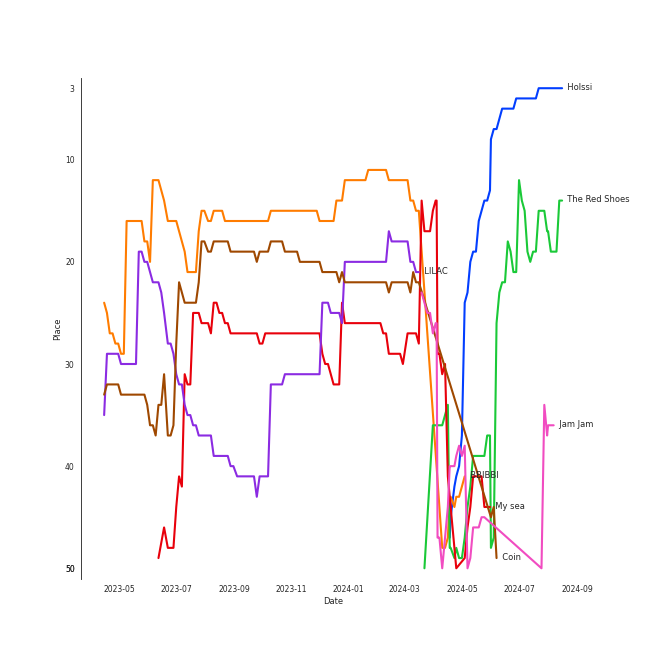 3
Holssi
10
The Red Shoes
20
LILAC
Place
30
Jam Jam
40
BBIBBI
My sea
Coin
50
2023-05
2023-07
2023-09
2023-11
2024-01
2024-03
2024-05
2024-07
2024-09
Date